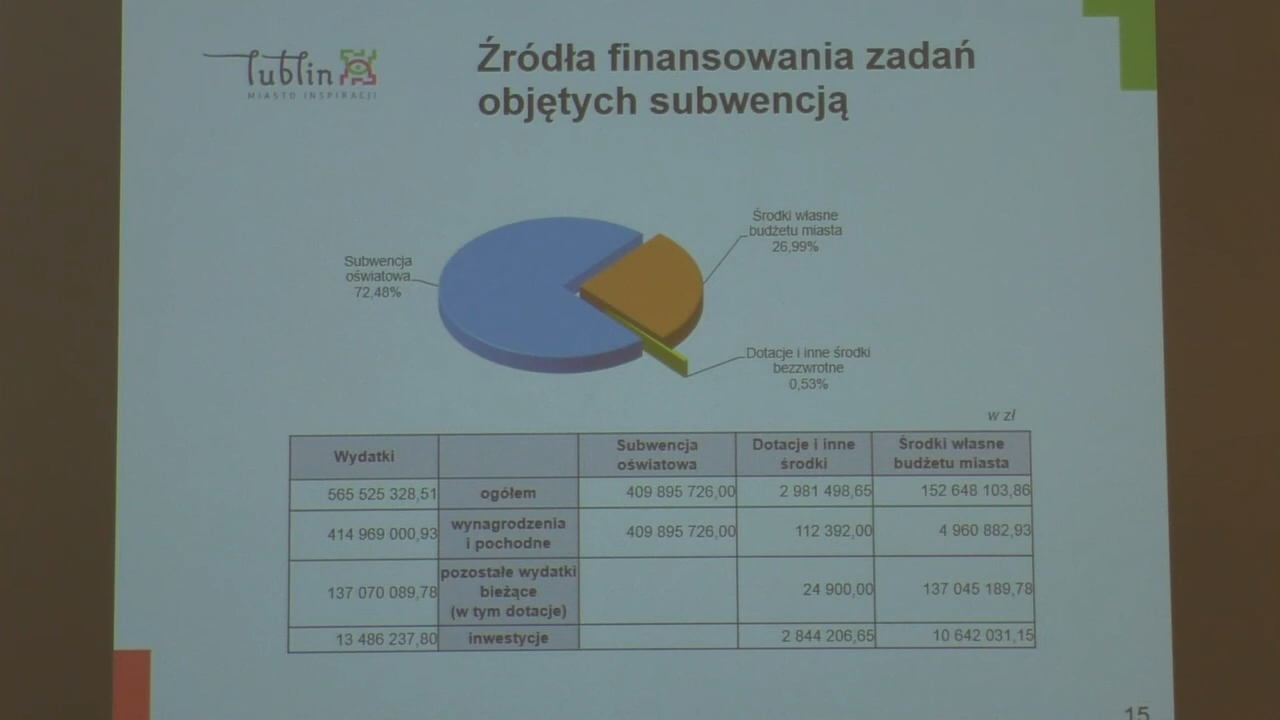 lublin
MIASTO INSPIRACJI
Źródła finansowania zadań
objętych subwencją
Środki własne
budżetu miasta
26,99%
Subwencja
oświatowa
72,48%
Dotacje i inne środki
bezzwrotne
0,53%
w zł
Wydatki
Subwencja
oświatowa
Dotacje i inne
środki
Środki własne
budżetu miasta
565 525 328,51 ogółem 409 895 726,00 2 981 498,65 152 648 103,86
414 969 000,93 wynagrodzenia
i pochodne 409 895 726,00 112 392,00 4 960 882,93
137 070 089,78 pozostałe wydatki
bieżące
(w tym dotacje) 24 900,00 137 045 189,78
13 486 237,80 inwestycje 2 844 206,65 10 642 031,15
15